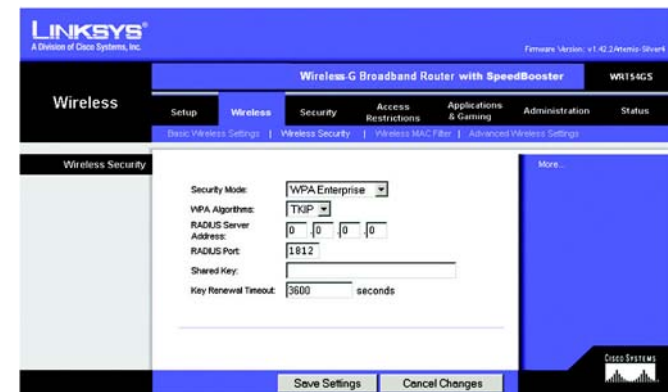 LINKSYS®
A Division of Cisco Systems, Inc.
Firmware Version: v1.42.2Artemis-Silver4
Wireless-G Broadband Router with SpeedBooster WRT54GS
Wireless
Setup Wireless Security Access Restrictions Applications & Gaming Administration Status
Basic Wireless Settings | Wireless Security | Wireless MAC Filter | Advanced Wireless Settings
Wireless Security
More...
Security Mode: WPA Enterprise
WPA Algorithms: TKIP
RADIUS Server Address: 0 . 0 . 0 . 0
RADIUS Port: 1812
Shared Key:
Key Renewal Timeout: 3600 seconds
Save Settings Cancel Changes
CISCO SYSTEMS